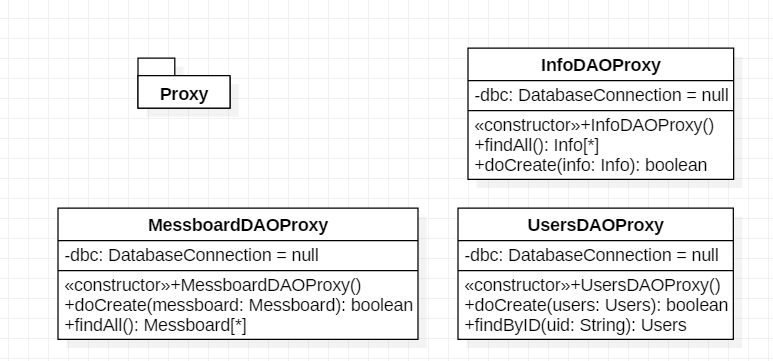 Proxy
InfoDAOProxy
-dbc: DatabaseConnection = null
«constructor»+InfoDAOProxy()
+findAll(): Info[*]
+doCreate(info: Info): boolean
MessboardDAOProxy
-dbc: DatabaseConnection = null
«constructor»+MessboardDAOProxy()
+doCreate(messboard: Messboard): boolean
+findAll(): Messboard[*]
UsersDAOProxy
-dbc: DatabaseConnection = null
«constructor»+UsersDAOProxy()
+doCreate(users: Users): boolean
+findByID(uid: String): Users